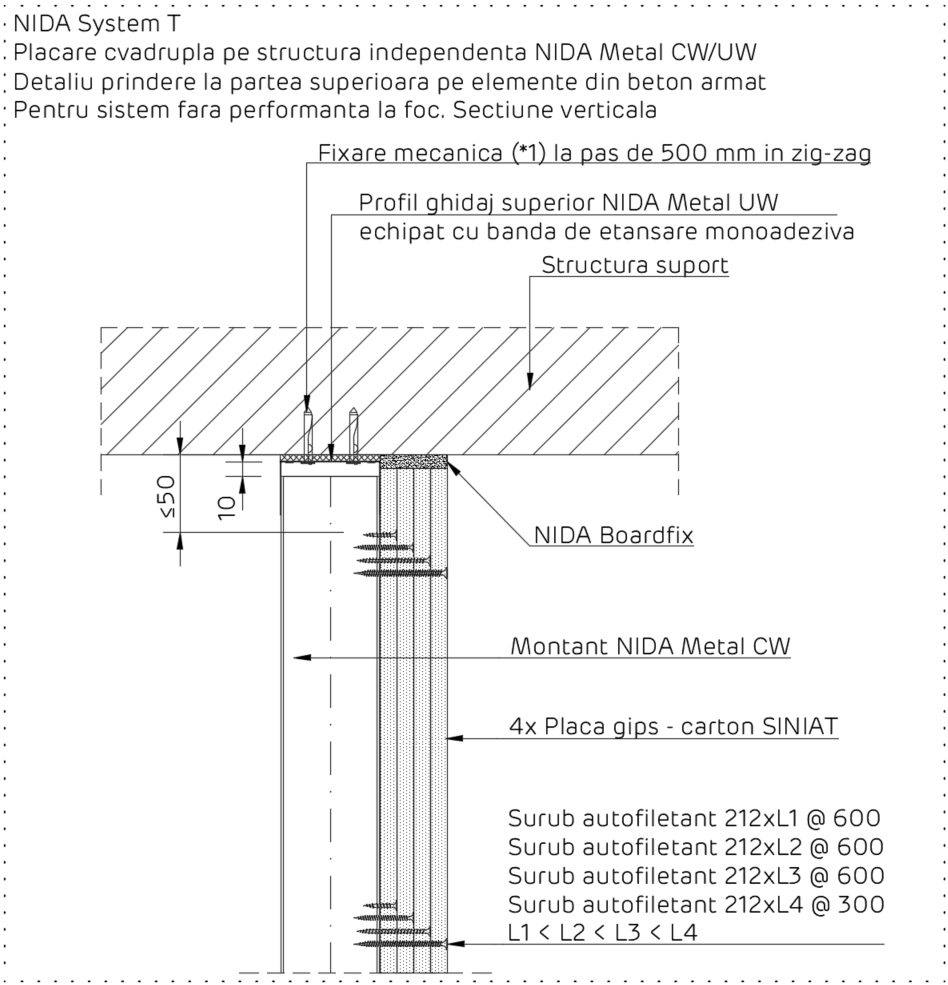 NIDA System T
Placare cvadrupla pe structura independenta NIDA Metal CW/UW
Detaliu prindere la partea superioara pe elemente din beton armat
Pentru sistem fara performanta la foc. Sectiune verticala
Fixare mecanica (*1) la pas de 500 mm in zig-zag
Profil ghidaj superior NIDA Metal UW
echipat cu banda de etansare monoadeziva
Structura suport
≤50
10
NIDA Boardfix
Montant NIDA Metal CW
4x Placa gips - carton SINIAT
Surub autofiletant 212xL1 @ 600
Surub autofiletant 212xL2 @ 600
Surub autofiletant 212xL3 @ 600
Surub autofiletant 212xL4 @ 300
L1 < L2 < L3 < L4